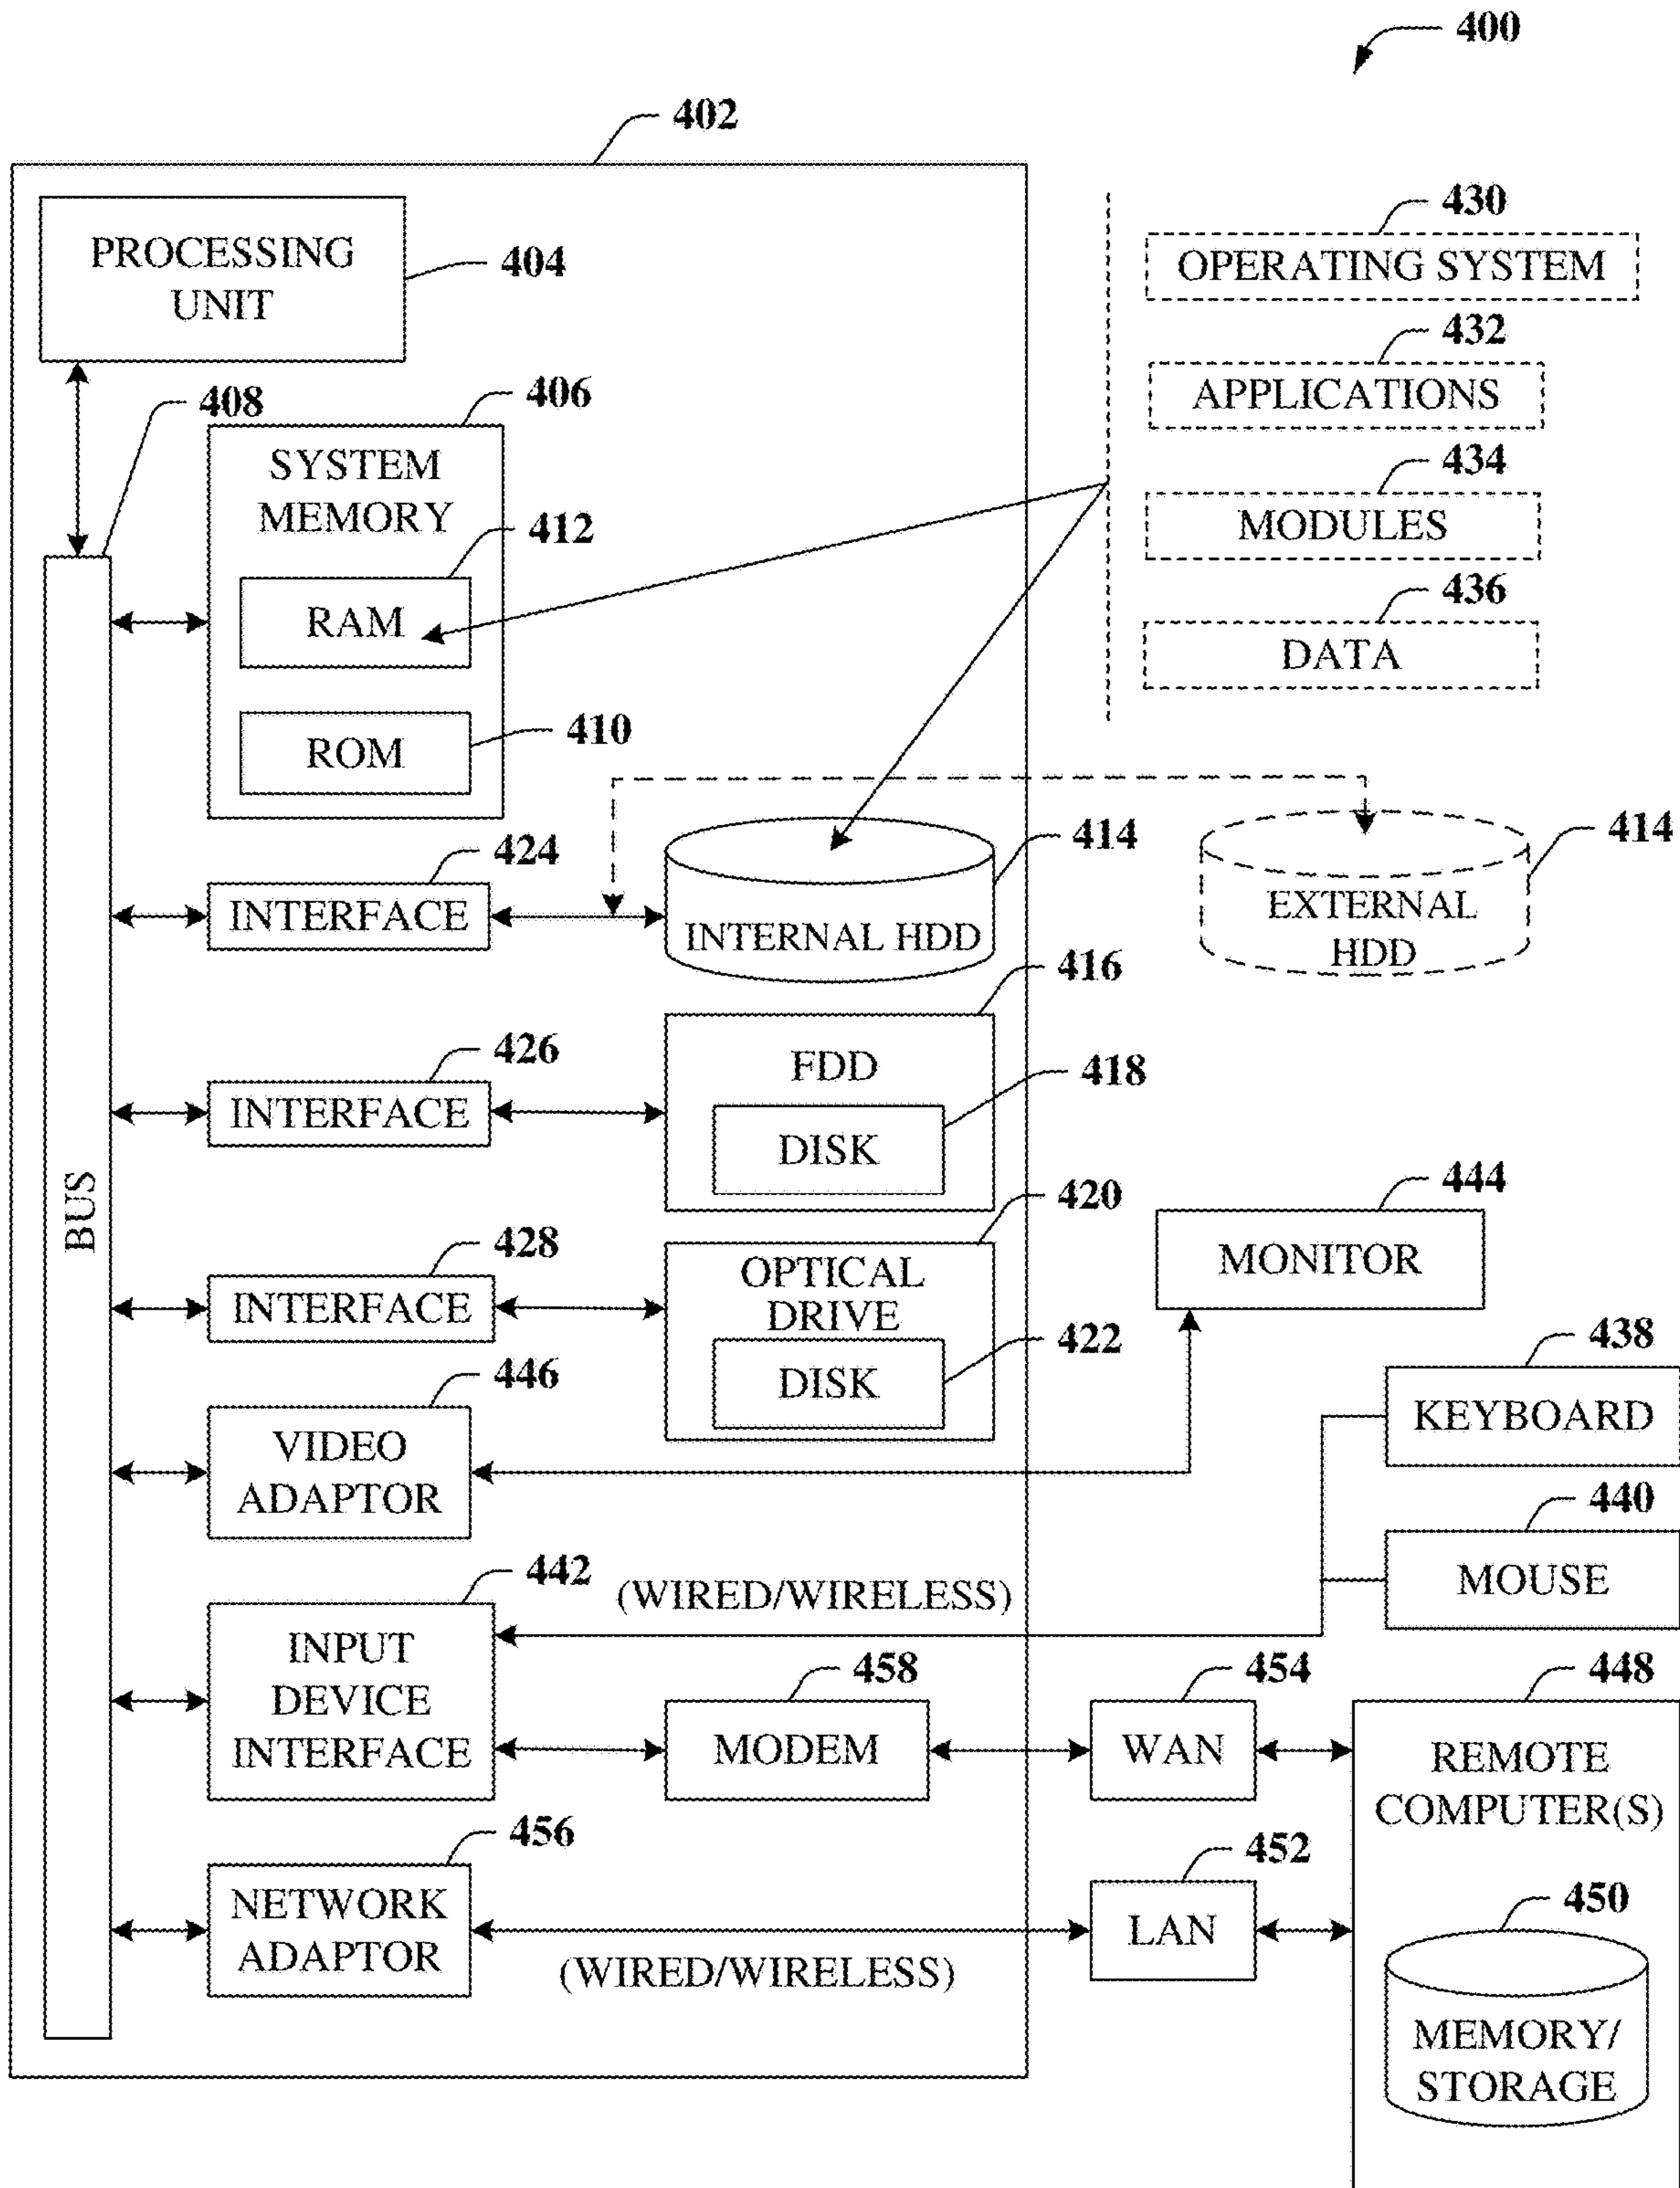 400
402
PROCESSING
UNIT
404
430
OPERATING SYSTEM
432
APPLICATIONS
434
MODULES
436
DATA
408
406
SYSTEM
MEMORY
412
RAM
410
ROM
424
INTERFACE
414
INTERNAL HDD
414
EXTERNAL
HDD
416
FDD
418
DISK
426
INTERFACE
BUS
420
OPTICAL
DRIVE
422
DISK
428
INTERFACE
444
MONITOR
438
KEYBOARD
446
VIDEO
ADAPTOR
440
MOUSE
442
(WIRED/WIRELESS)
INPUT
DEVICE
INTERFACE
458
MODEM
454
WAN
448
REMOTE
COMPUTER(S)
456
NETWORK
ADAPTOR
(WIRED/WIRELESS)
452
LAN
450
MEMORY/
STORAGE